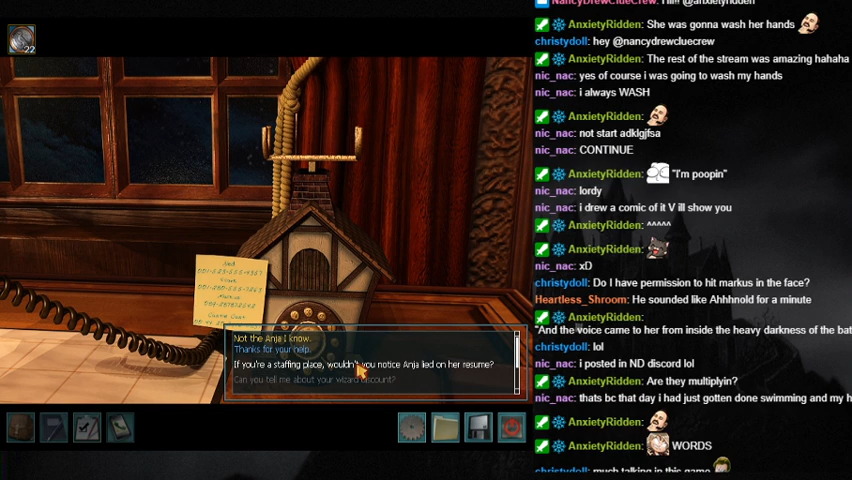 22
Ned
Markus
Not the Anja I know.
Thanks for your help.
If you're a staffing place, wouldn't you notice Anja lied on her resume?
Can you tell me about your wizard discount?
NancyDrewClueCrew: Hi!! @anxietyridden
AnxietyRidden: She was gonna wash her hands
christydoll: hey @nancydrewcluecrew
AnxietyRidden: The rest of the stream was amazing hahaha
nic_nac: yes of course i was going to wash my hands
nic_nac: i always WASH
AnxietyRidden:
nic_nac: not start adklgjfsa
nic_nac: CONTINUE
AnxietyRidden: "I'm poopin"
nic_nac: lordy
nic_nac: i drew a comic of it V ill show you
AnxietyRidden: ^^^^^
AnxietyRidden:
nic_nac: xD
christydoll: Do I have permission to hit markus in the face?
Heartless_Shroom: He sounded like Ahhhnold for a minute
AnxietyRidden:
"And the voice came to her from inside the heavy darkness of the bat
christydoll: lol
nic_nac: i posted in ND discord lol
AnxietyRidden: Are they multiplyin?
nic_nac: thats bc that day i had just gotten done swimming and my h
AnxietyRidden:
AnxietyRidden: WORDS
christydoll: much talking in this game